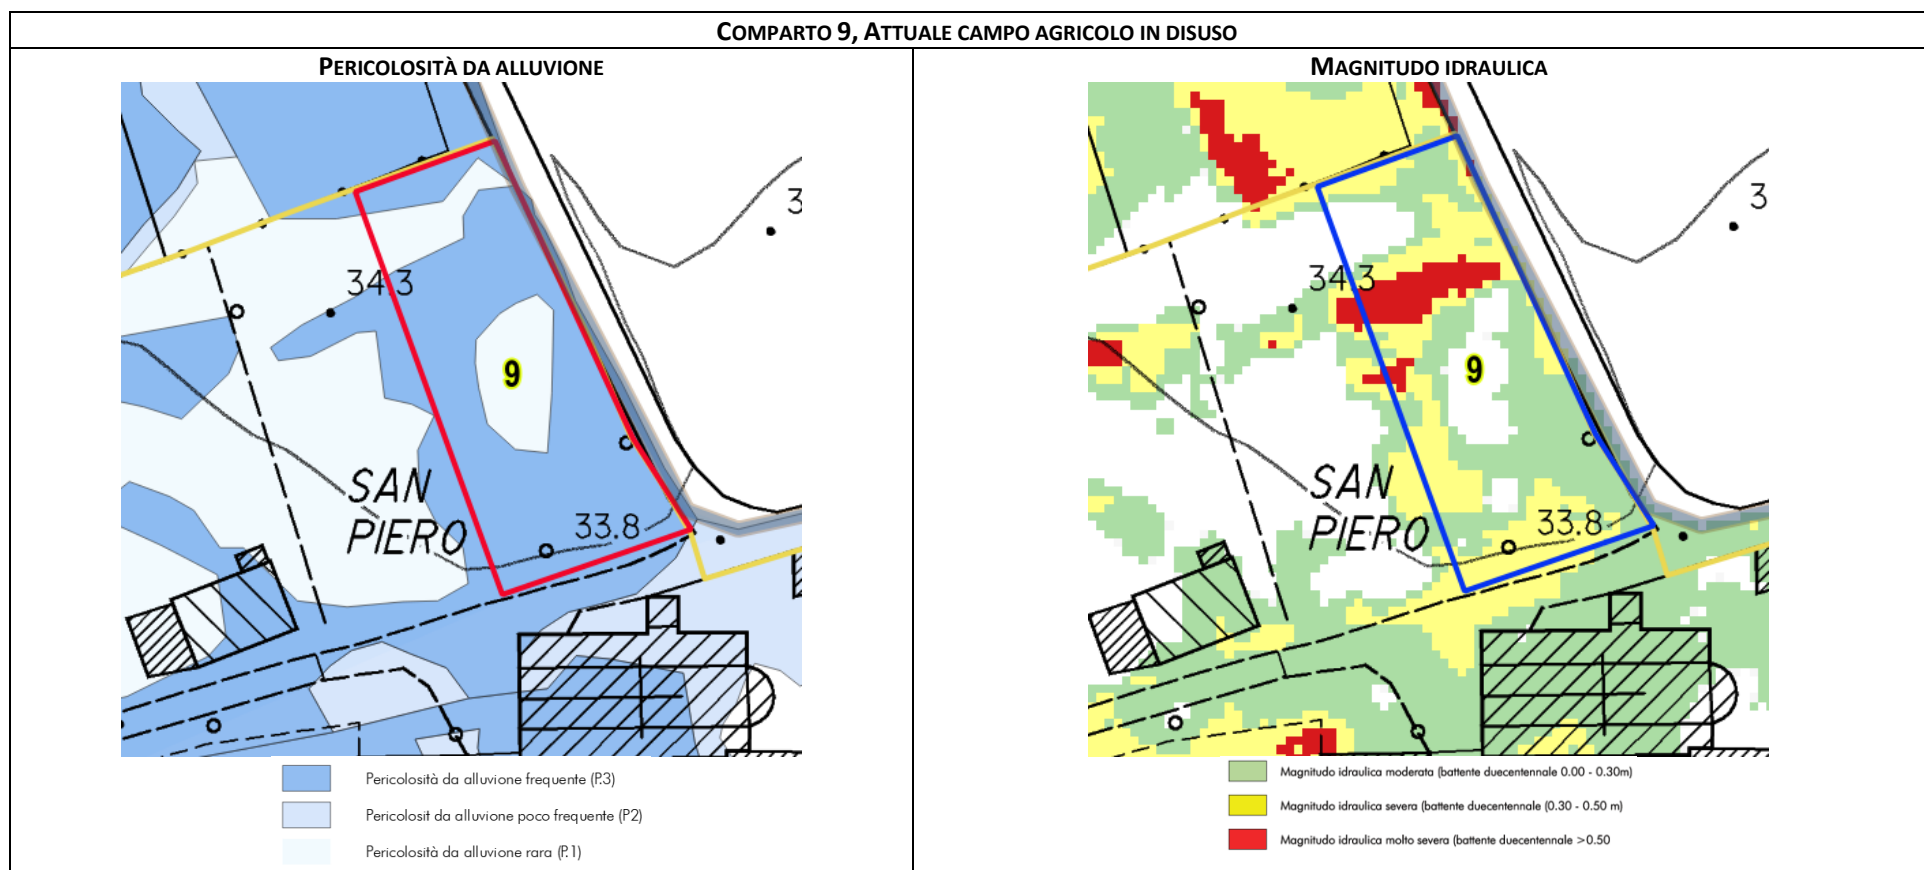 COMPARTO 9, ATTUALE CAMPO AGRICOLO IN DISUSO
PERICOLOSITÀ DA ALLUVIONE
34.3
3
9
SAN
PIERO
33.8
Pericolosità da alluvione frequente (P.3)
Pericolosit da alluvione poco frequente (P2)
Pericolosità da alluvione rara (P.1)
MAGNITUDO IDRAULICA
34.3
3
9
SAN
PIERO
33.8
Magnitudo idraulica moderata (battente duecentennale 0.00 - 0.30m)
Magnitudo idraulica severa (battente duecentennale (0.30 - 0.50 m)
Magnitudo idraulica molto severa (battente duecentennale >0.50